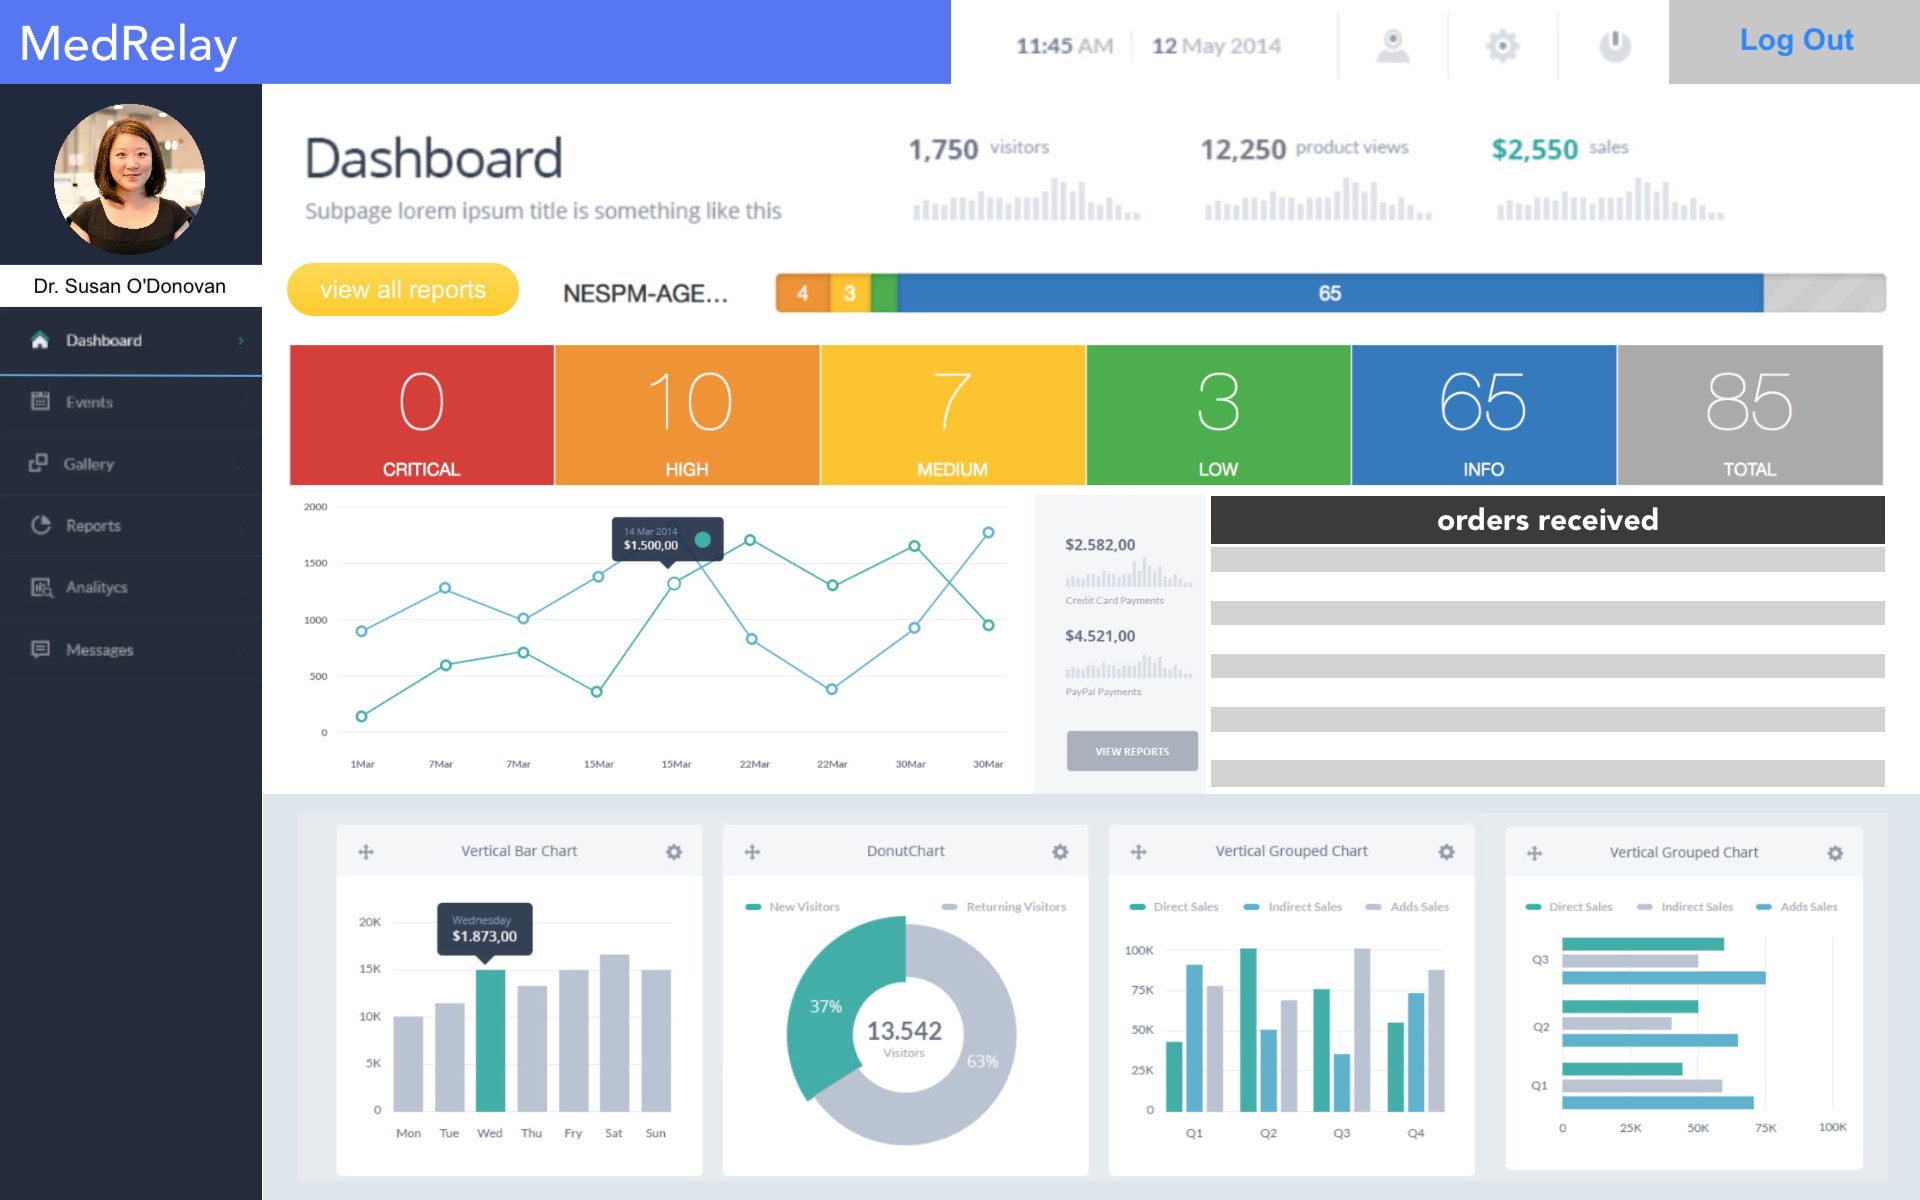 MedRelay
11:45 AM
12 May 2014
Log Out
Dr. Susan O'Donovan
Dashboard
Events
Gallery
Reports
Analitycs
Messages
Dashboard
Subpage lorem ipsum title is something like this
1,750 visitors
12,250 product views
$2,550 sales
view all reports
NESPM-AGE...
4
3
65
0
CRITICAL
10
HIGH
7
MEDIUM
3
LOW
65
INFO
85
TOTAL
2000
1500
1000
500
0
14 Mar 2014
$1.500,00
1Mar 7Mar 7Mar 15Mar 15Mar 22Mar 22Mar 30Mar 30Mar
$2.582,00
Credit Card Payments
$4.521,00
PayPal Payments
VIEW REPORTS
orders received
Vertical Bar Chart
20K
15K
10K
5K
0
Wednesday
$1.873,00
Mon Tue Wed Thu Fry Sat Sun
DonutChart
New Visitors Returning Visitors
37%
13.542
Visitors
63%
Vertical Grouped Chart
Direct Sales Indirect Sales Adds Sales
100K
75K
50K
25K
0
Q1 Q2 Q3 Q4
Vertical Grouped Chart
Direct Sales Indirect Sales Adds Sales
Q3
Q2
Q1
0 25K 50K 75K 100K